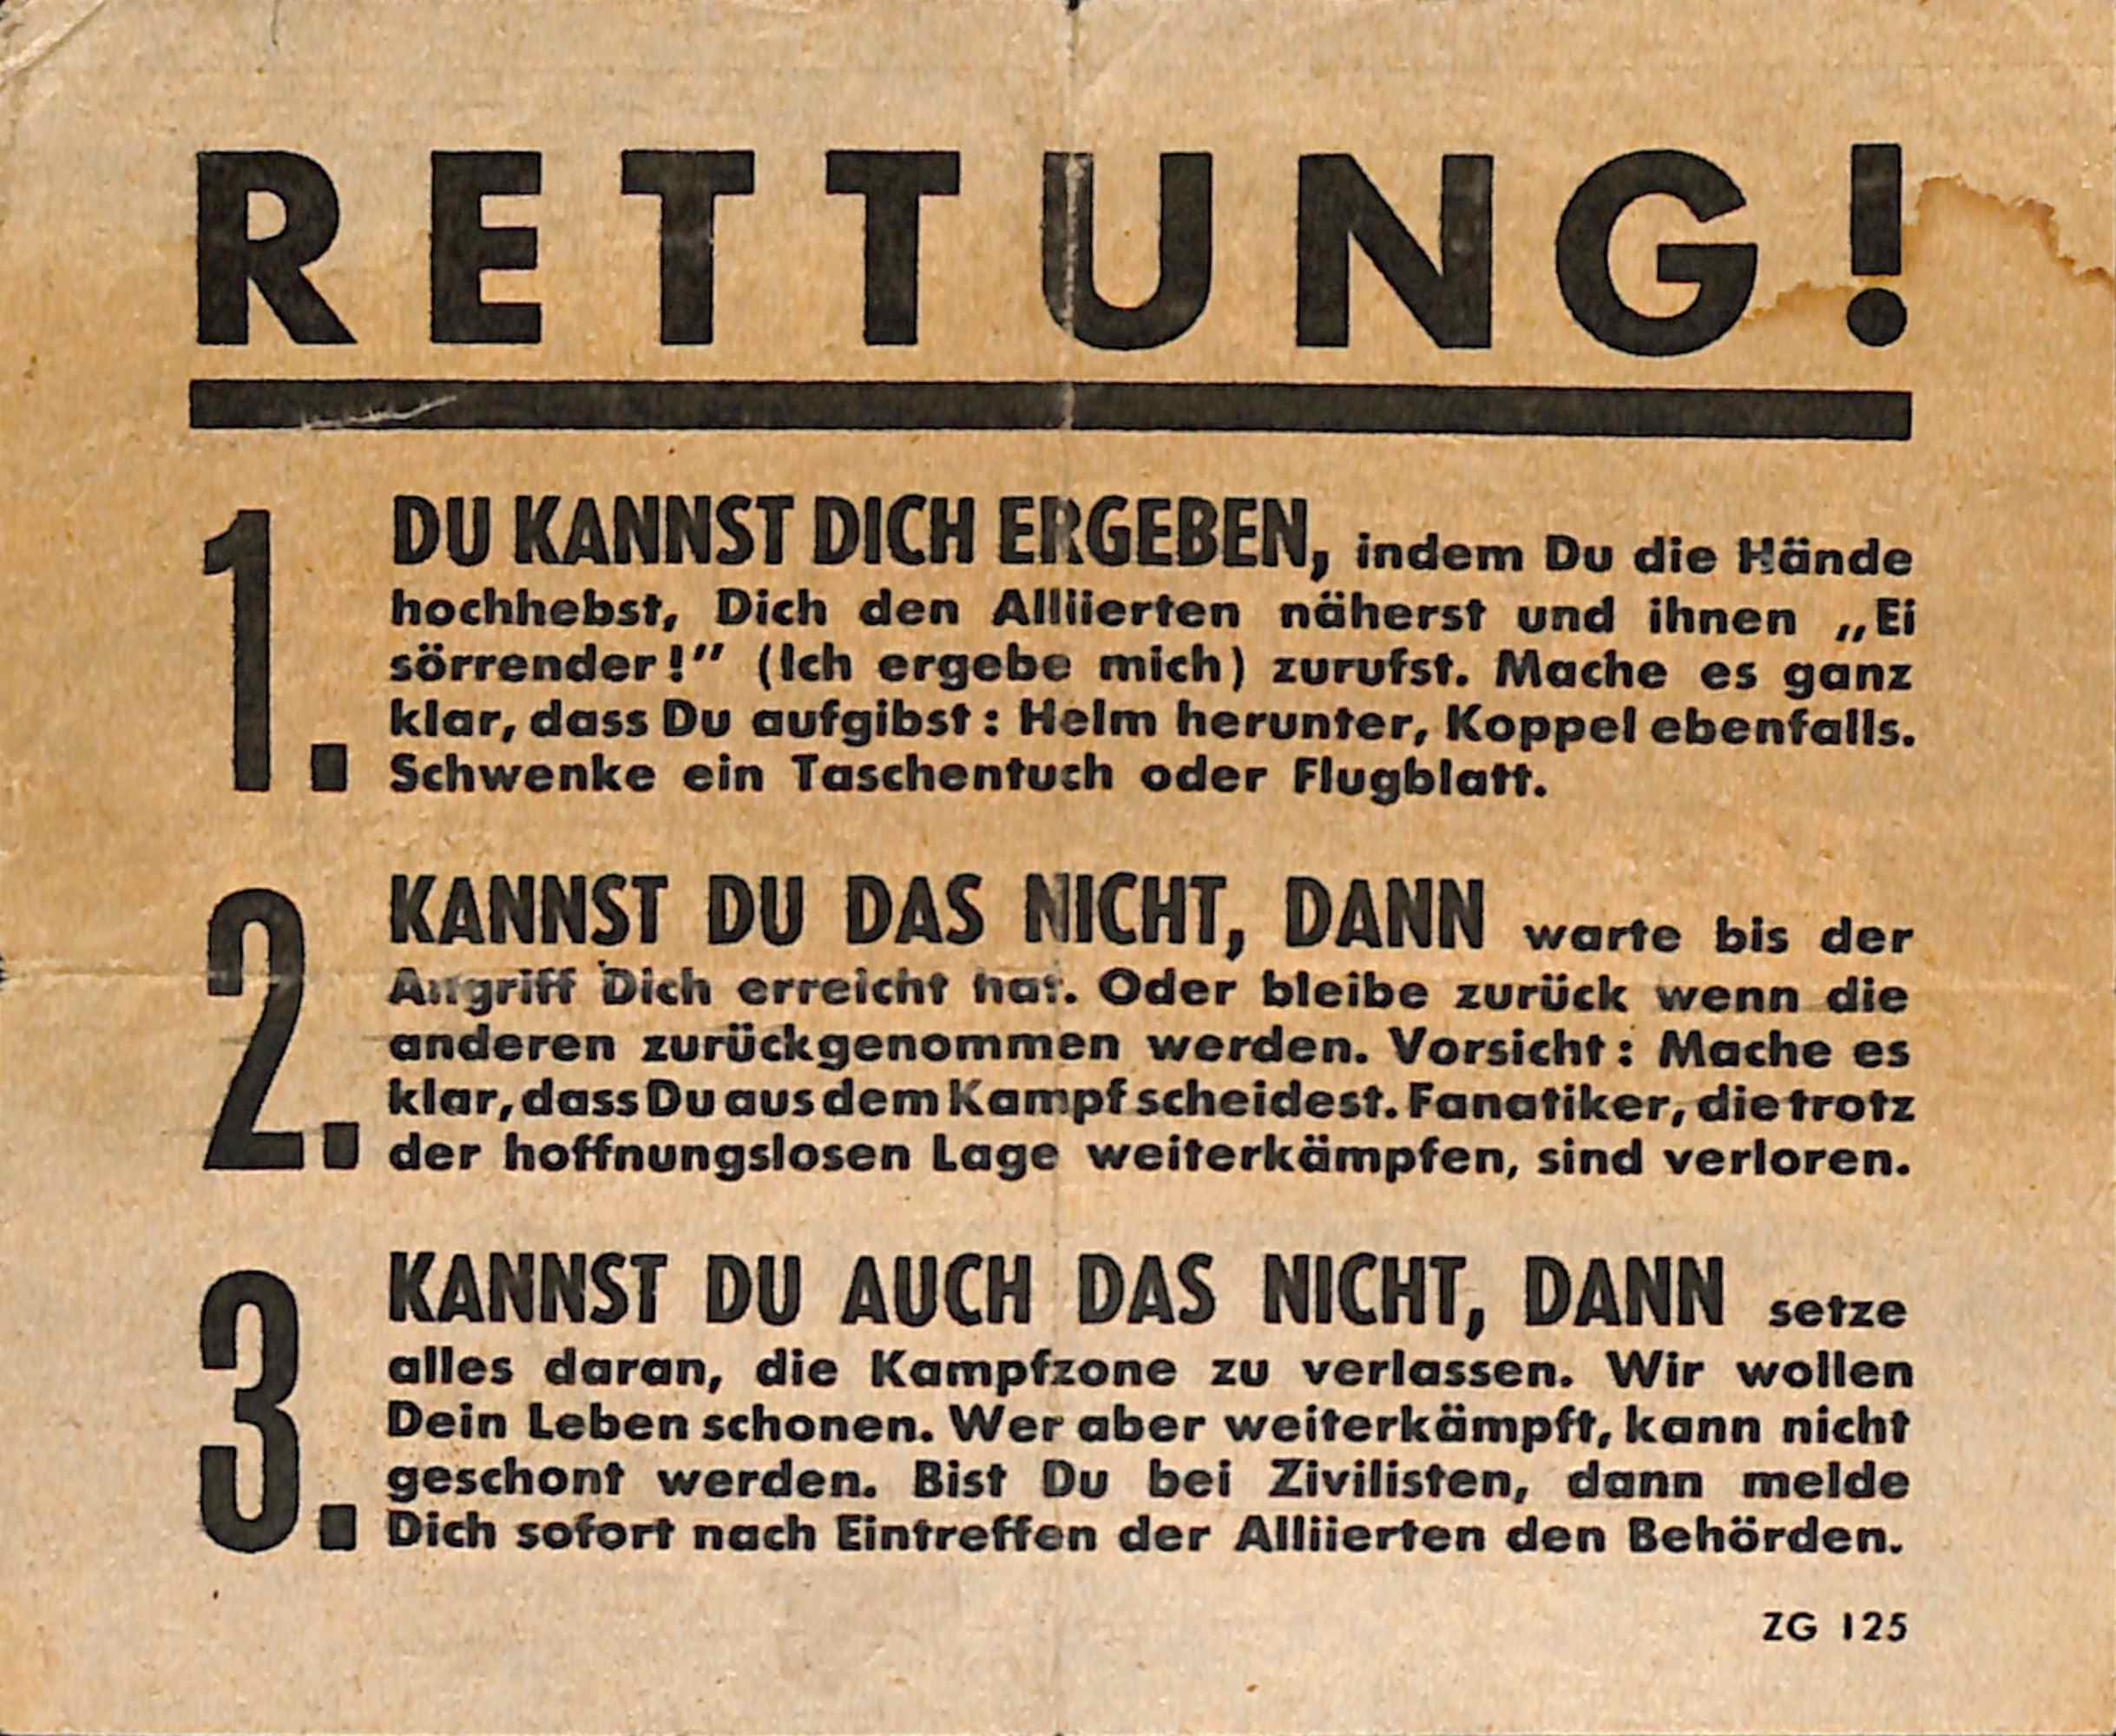 RETTUNG!
1. DU KANNST DICH ERGEBEN, indem Du die Hände
hochhebst, Dich den Alliierten näherst und ihnen „Ei
sörrender!” (Ich ergebe mich) zurufst. Mache es ganz
klar, dass Du aufgibst: Helm herunter, Koppel ebenfalls.
Schwenke ein Taschentuch oder Flugblatt.
2. KANNST DU DAS NICHT, DANN warte bis der
Angriff Dich erreicht hat. Oder bleibe zurück wenn die
anderen zurückgenommen werden. Vorsicht: Mache es
klar, dass Du aus dem Kampf scheidest. Fanatiker, die trotz
der hoffnungslosen Lage weiterkämpfen, sind verloren.
3. KANNST DU AUCH DAS NICHT, DANN setze
alles daran, die Kampfzone zu verlassen. Wir wollen
Dein Leben schonen. Wer aber weiterkämpft, kann nicht
geschont werden. Bist Du bei Zivilisten, dann melde
Dich sofort nach Eintreffen der Alliierten den Behörden.
ZG 125